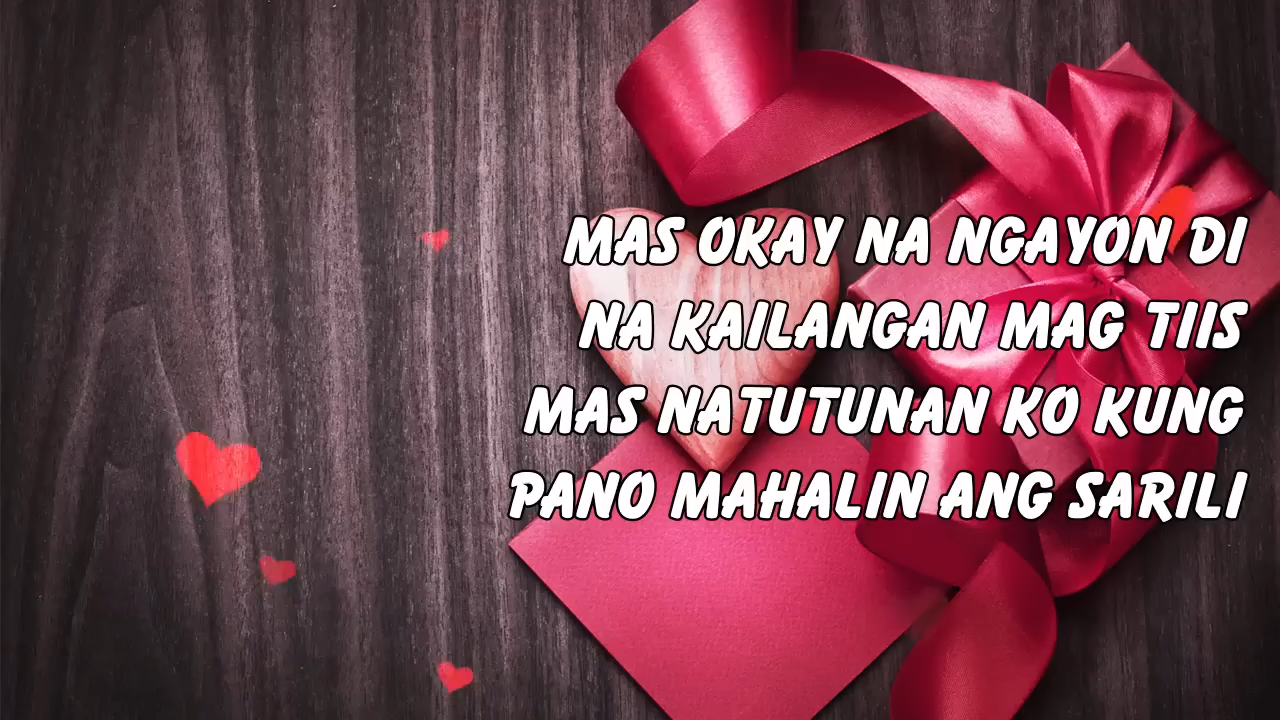 MAS OKAY NA NGAYON DI
NA KAILANGAN MAG TIIS
MAS NATUTUNAN KO KUNG
PANO MAHALIN ANG SARILI